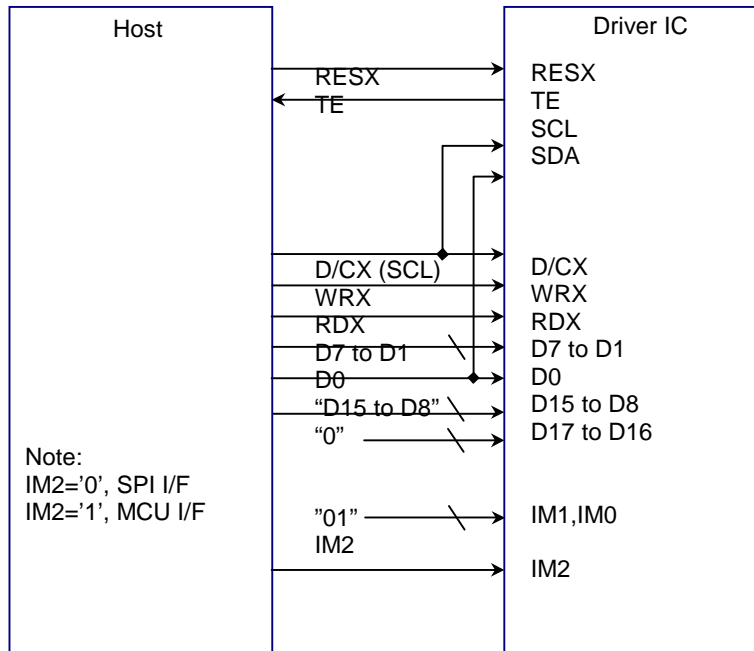 Host
Driver IC
RESX
TE
RESX
TE
SCL
SDA
D/CX (SCL)
WRX
RDX
D7 to D1
D0
“D15 to D8”
“0”
D/CX
WRX
RDX
D7 to D1
D0
D15 to D8
D17 to D16
Note:
IM2=’0’, SPI I/F
IM2=’1’, MCU I/F
”01”
IM2
IM1,IM0
IM2